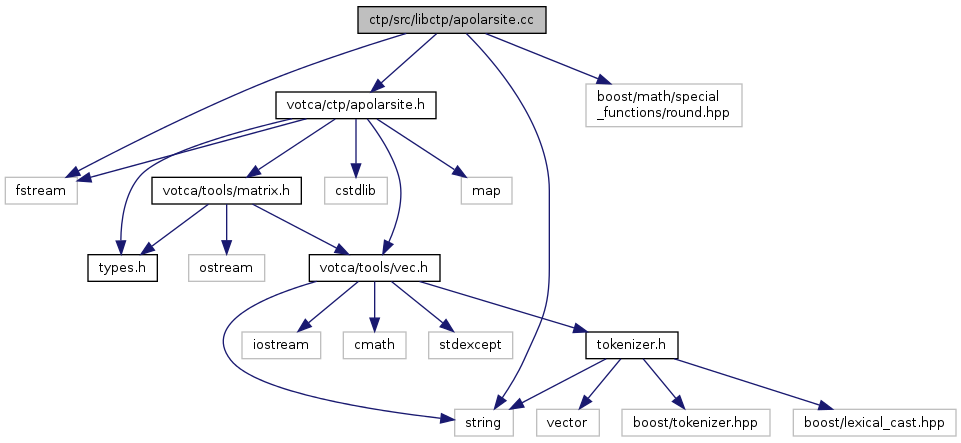 ctp/src/libctp/apolarsite.cc
votca/ctp/apolarsite.h
boost/math/special
_functions/round.hpp
fstream
votca/tools/matrix.h
cstdlib
map
types.h
ostream
votca/tools/vec.h
iostream
cmath
stdexcept
tokenizer.h
string
vector
boost/tokenizer.hpp
boost/lexical_cast.hpp